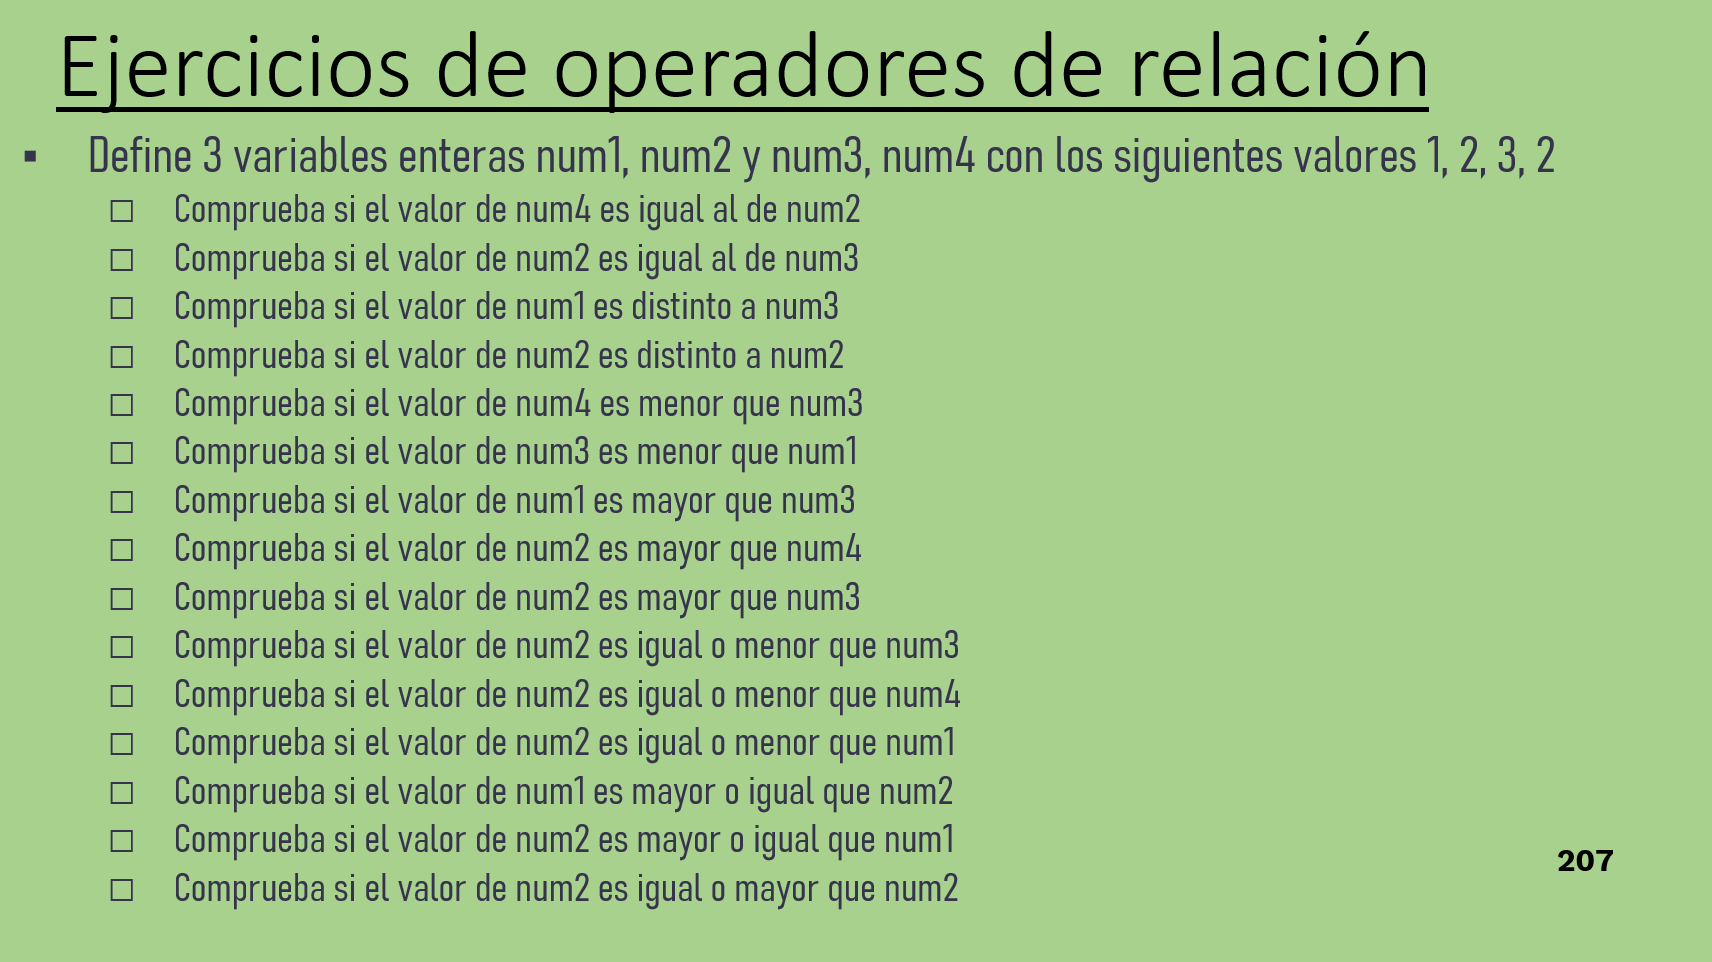 Ejercicios de operadores de relación
▪ Define 3 variables enteras num1, num2 y num3, num4 con los siguientes valores 1, 2, 3, 2
□ Comprueba si el valor de num4 es igual al de num2
□ Comprueba si el valor de num2 es igual al de num3
□ Comprueba si el valor de num1 es distinto a num3
□ Comprueba si el valor de num2 es distinto a num2
□ Comprueba si el valor de num4 es menor que num3
□ Comprueba si el valor de num3 es menor que num1
□ Comprueba si el valor de num1 es mayor que num3
□ Comprueba si el valor de num2 es mayor que num4
□ Comprueba si el valor de num2 es mayor que num3
□ Comprueba si el valor de num2 es igual o menor que num3
□ Comprueba si el valor de num2 es igual o menor que num4
□ Comprueba si el valor de num2 es igual o menor que num1
□ Comprueba si el valor de num1 es mayor o igual que num2
□ Comprueba si el valor de num2 es mayor o igual que num1
□ Comprueba si el valor de num2 es igual o mayor que num2
207